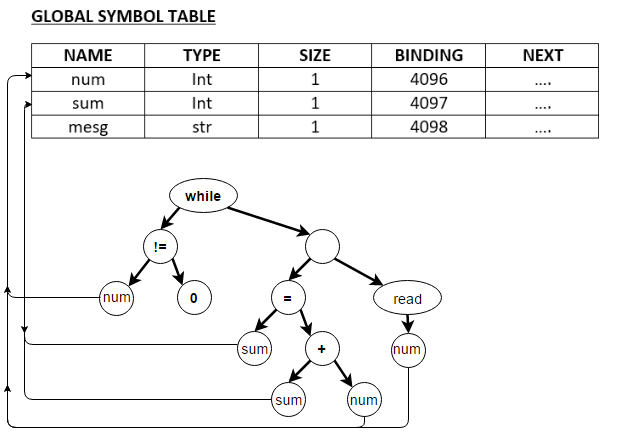 GLOBAL SYMBOL TABLE
NAME TYPE SIZE BINDING NEXT
num Int 1 4096 ....
sum Int 1 4097 ....
mesg str 1 4098 ....
while
!=
num 0 = read
sum + num
sum num